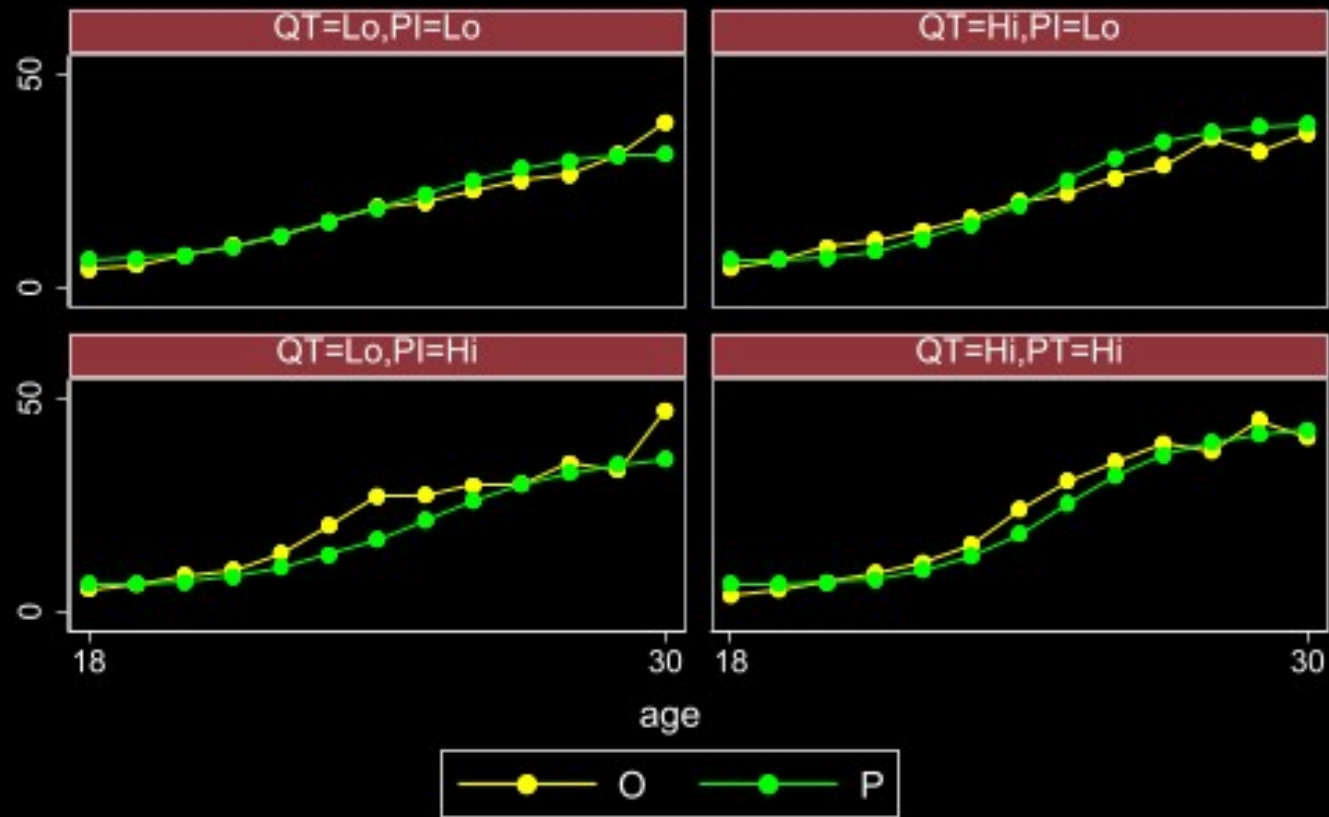 QT=Lo,PI=Lo
QT=Hi,PI=Lo
50
0
QT=Lo,PI=Hi
QT=Hi,PT=Hi
50
0
18
30
18
30
age
O
P